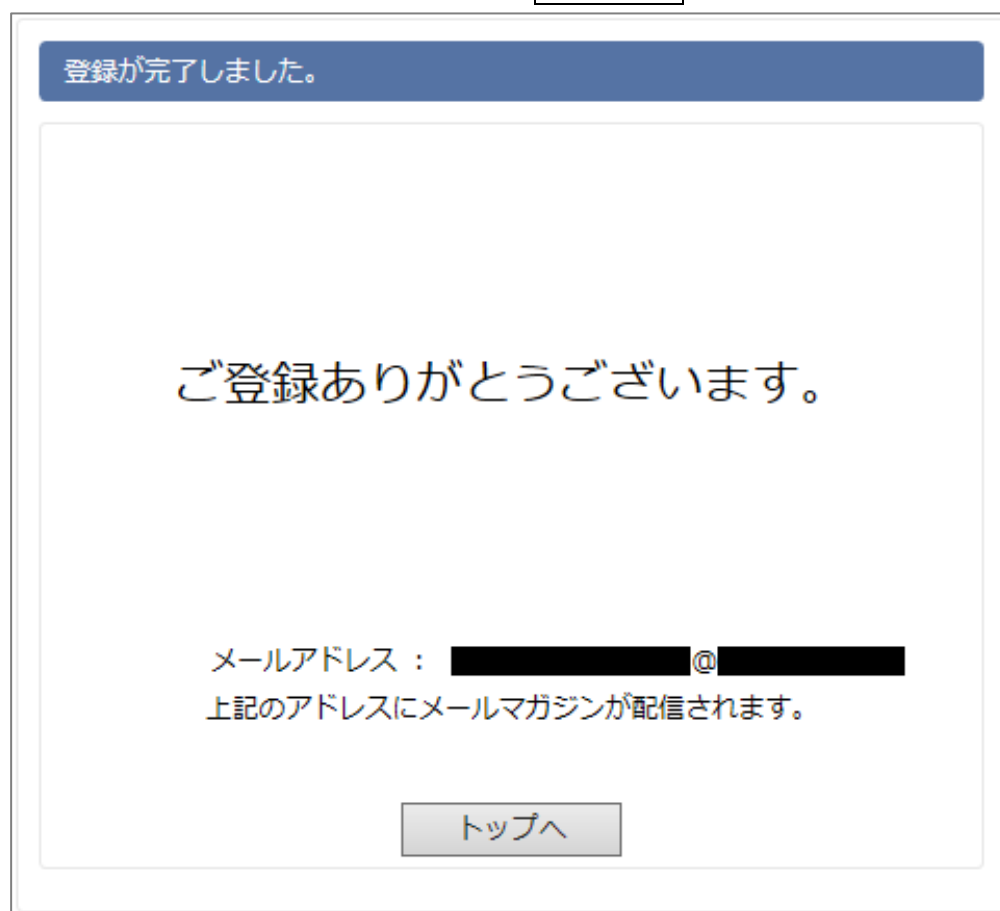 登録が完了しました。
ご登録ありがとうございます。
メールアドレス : @
上記のアドレスにメールマガジンが配信されます。
トップへ